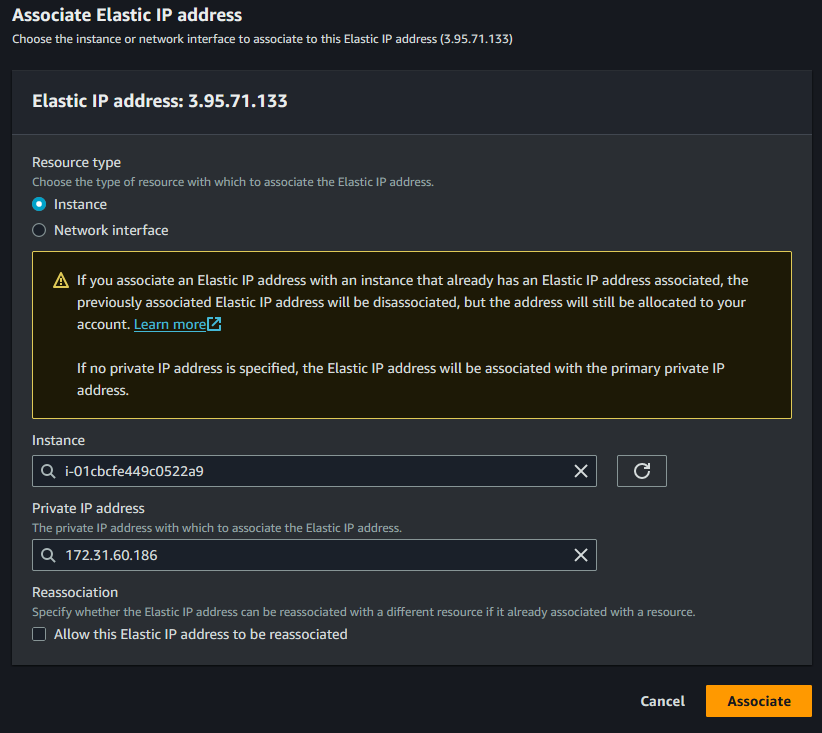 Associate Elastic IP address
Choose the instance or network interface to associate to this Elastic IP address (3.95.71.133)
Elastic IP address: 3.95.71.133
Resource type
Choose the type of resource with which to associate the Elastic IP address.
Instance
Network interface
If you associate an Elastic IP address with an instance that already has an Elastic IP address associated, the
previously associated Elastic IP address will be disassociated, but the address will still be allocated to your
account. Learn more
If no private IP address is specified, the Elastic IP address will be associated with the primary private IP
address.
Instance
i-01cbcfe449c0522a9
Private IP address
The private IP address with which to associate the Elastic IP address.
172.31.60.186
Reassociation
Specify whether the Elastic IP address can be reassociated with a different resource if it already associated with a resource.
Allow this Elastic IP address to be reassociated
Cancel
Associate